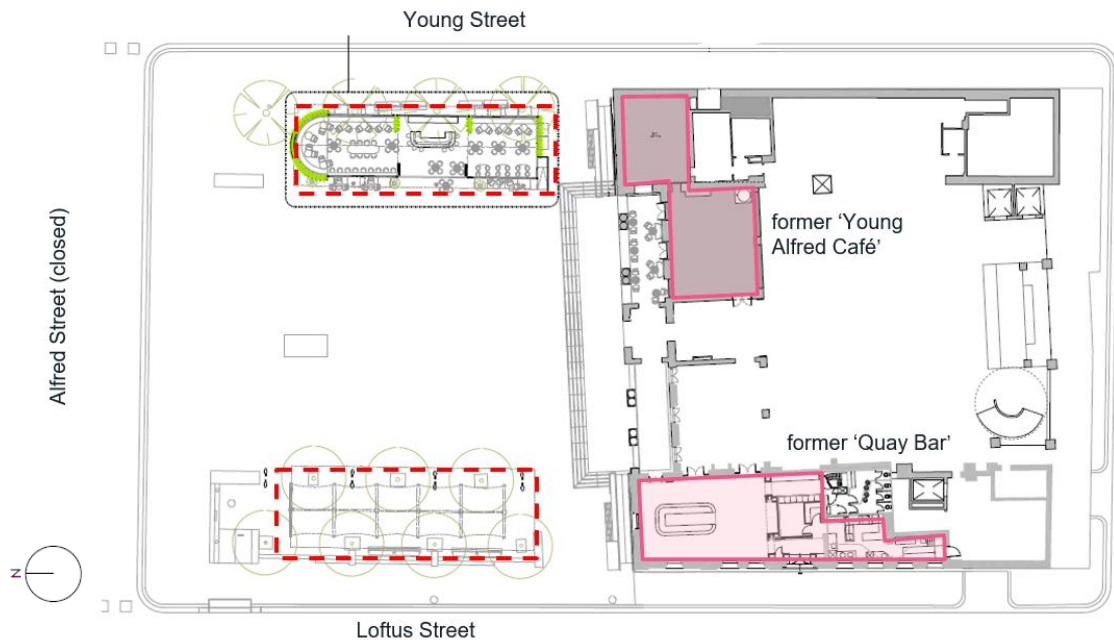 Young Street
Alfred Street (closed)
former ‘Young
Alfred Café’
former ‘Quay Bar’
N
Loftus Street